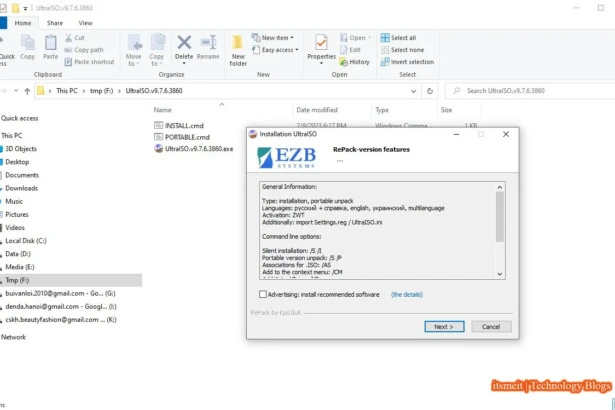 UltraISO.v9.7.6.3860
Home
Share
View
Quick
access
Copy
Paste
Cut
Copy path
Paste shortcut
Clipboard
Move
to
Copy
to
Delete
Rename
Organize
New
folder
New item
Easy access
New
Properties
Open
Edit
History
Open
Select all
Select none
Invert selection
Select
This PC
tmp (F:)
UltraISO.v9.7.6.3860
Search UltraISO.v9.7.6.3860
Name
Date modified
Type
Size
Quick access
This PC
3D Objects
Desktop
Documents
Downloads
Music
Pictures
Videos
Data (C:)
Data (D:)
Media (E:)
Tmp (F:)
buivanloi.2010@gmail.com - Go... (G:)
denda.hanoi@gmail.com - Googl... (I:)
cskh.beautyfashion@gmail.com - Go... (K:)
Network
INSTALL.cmd
7/8/2023 6:17 PM
Windows Comma...
1 KB
PORTABLE.cmd
UltraISO.v9.7.6.3860.exe
Installation UltraISO
EZB
SYSTEMS
RePack-version features
....
General Information:
Type: installation, portable unpack
Languages: русский + справка, english, украинский, multilanguage
Activation: ZWT
Additionally: import Settings.reg / UltraISO.ini
Command line options:
Silent installation: /S /I
Portable version unpack: /S /P
Associations for .ISO: /AS
Add to the context menu: /CM
Advertising: install recommended software
(the details)
RePack by KpoJIuK
Next >
Cancel
itsmeit | Technology Blogs